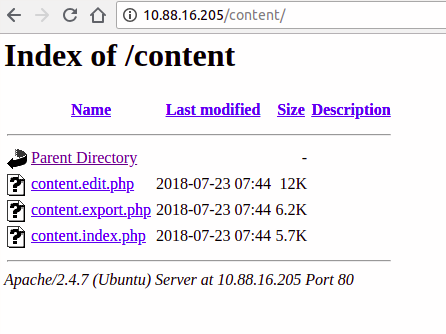 10.88.16.205/content/
Index of /content
Name Last modified Size Description
Parent Directory -
content.edit.php 2018-07-23 07:44 12K
content.export.php 2018-07-23 07:44 6.2K
content.index.php 2018-07-23 07:44 5.7K
Apache/2.4.7 (Ubuntu) Server at 10.88.16.205 Port 80